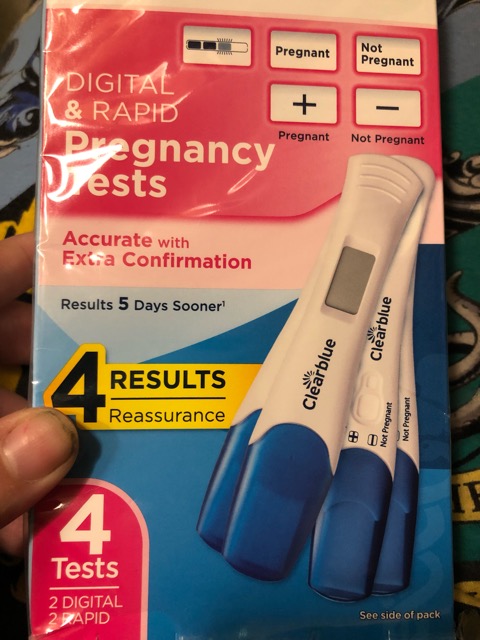 Pregnant
Not
Pregnant
DIGITAL
& RAPID
Pregnancy
Tests
+
−
Pregnant
Not Pregnant
Accurate with
Extra Confirmation
Results 5 Days Sooner¹
4 RESULTS
Reassurance
Clearblue
Clearblue
+
−
Not Pregnant
Not Pregnant
4
Tests
2 DIGITAL
2 RAPID
See side of pack